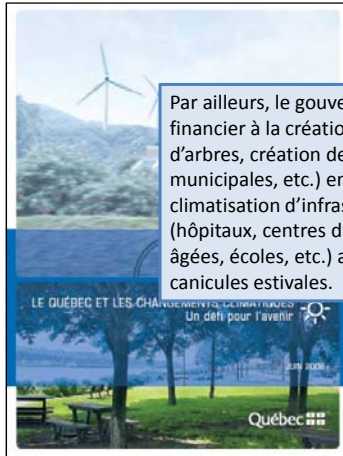 Par ailleurs, le gouve
financier à la création
d’arbres, création de
municipales, etc.) en
climatisation d’infras
(hôpitaux, centres d
âgées, écoles, etc.) a
canicules estivales.
LE QUÉBEC ET LES CHANGEMENTS CLIMATIQUES
Un défi pour l'avenir
JUIN 2008
Québec